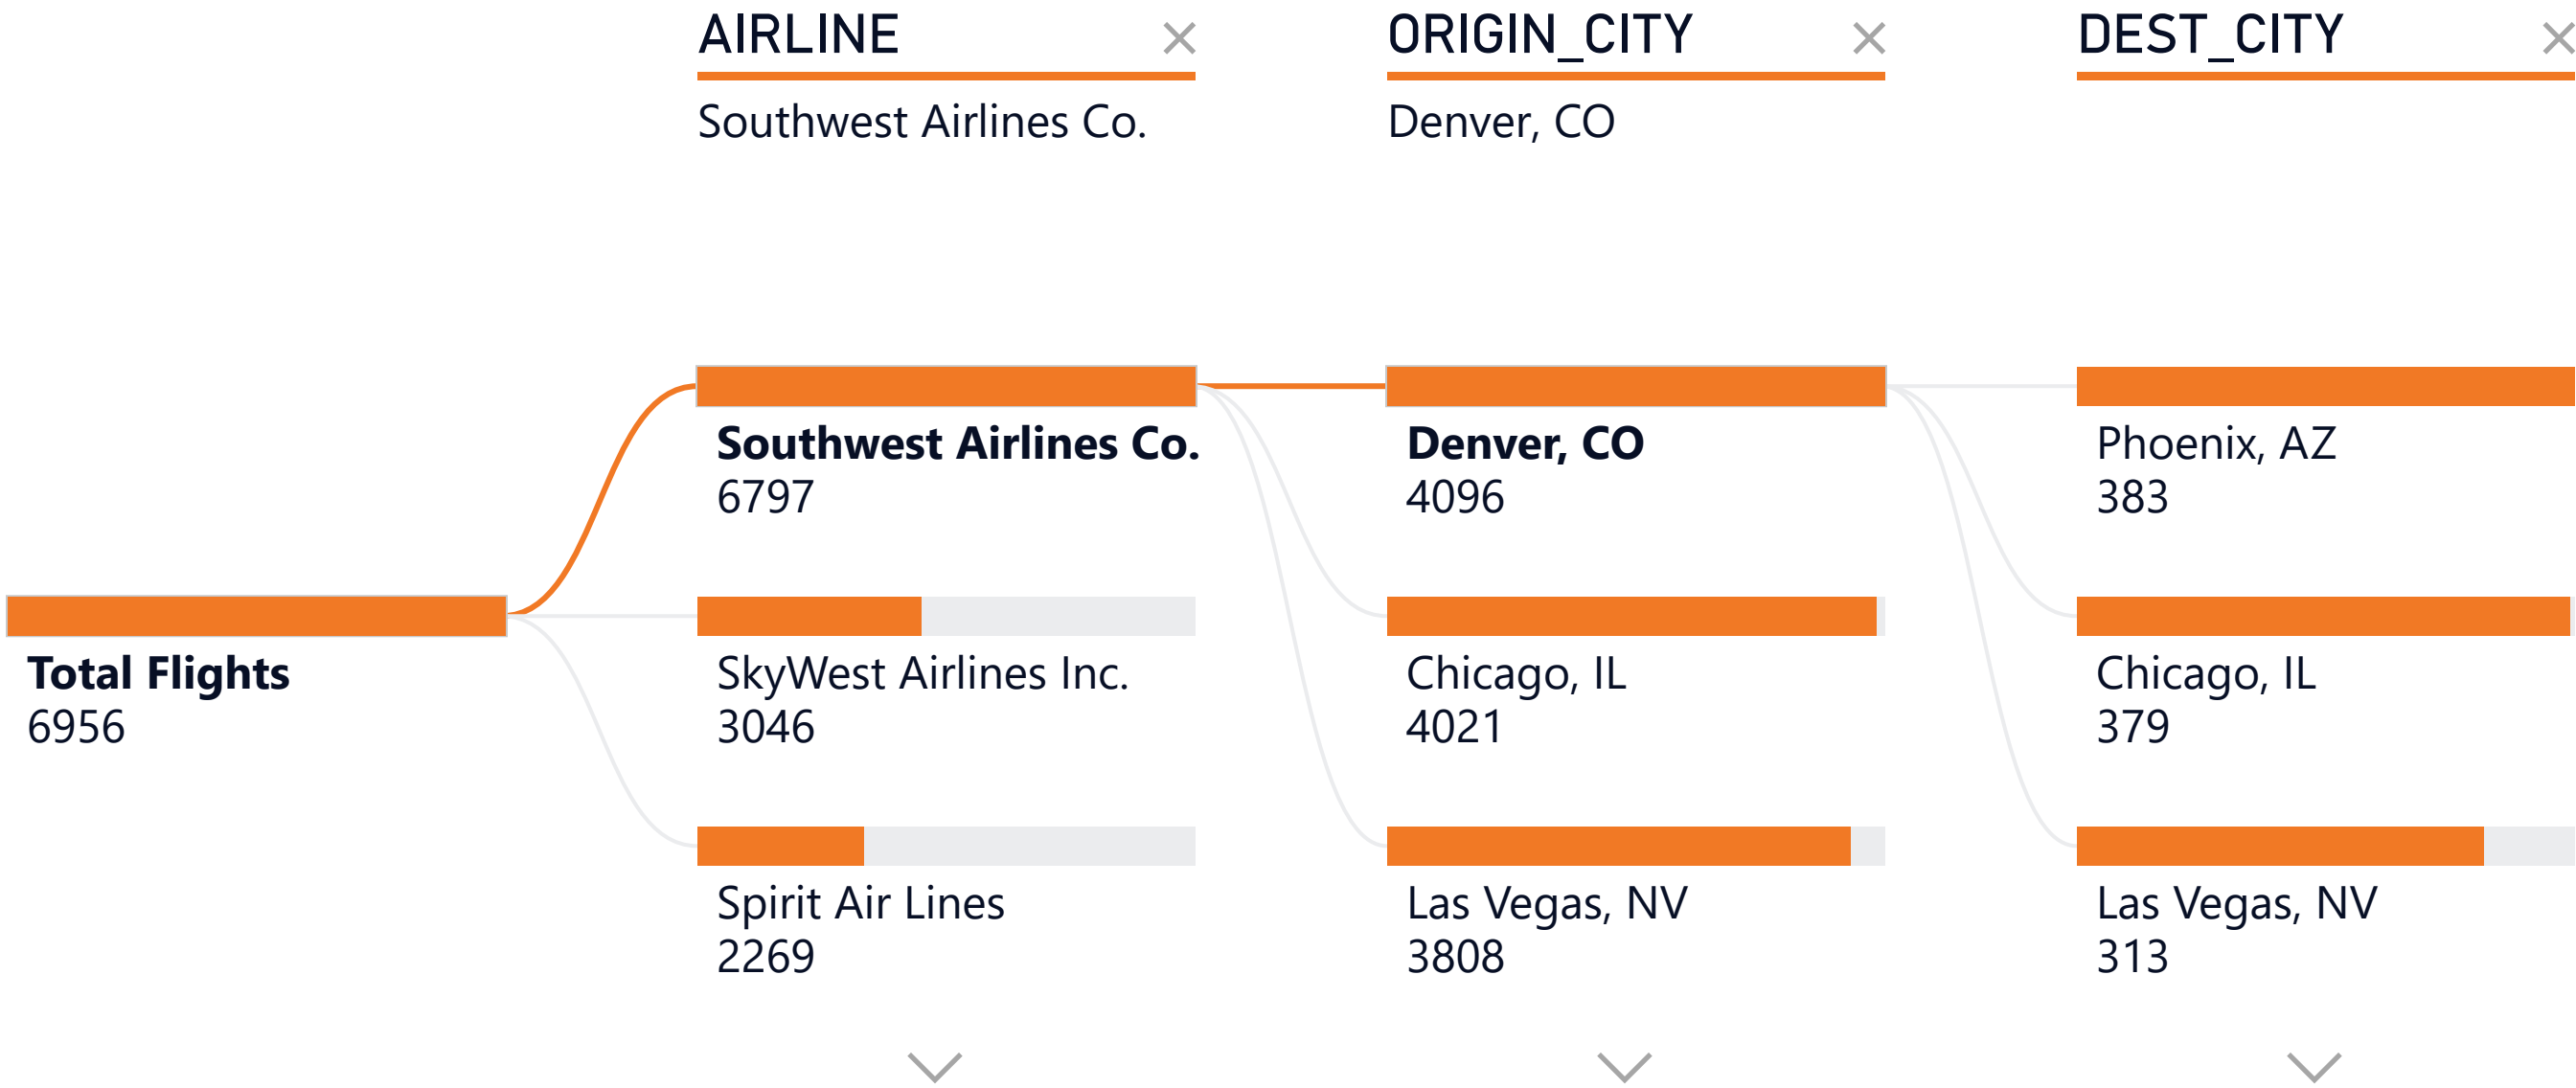 AIRLINE
ORIGIN_CITY
DEST_CITY
Southwest Airlines Co.
Denver, CO
Total Flights
6956
Southwest Airlines Co.
6797
SkyWest Airlines Inc.
3046
Spirit Air Lines
2269
Denver, CO
4096
Chicago, IL
4021
Las Vegas, NV
3808
Phoenix, AZ
383
Chicago, IL
379
Las Vegas, NV
313